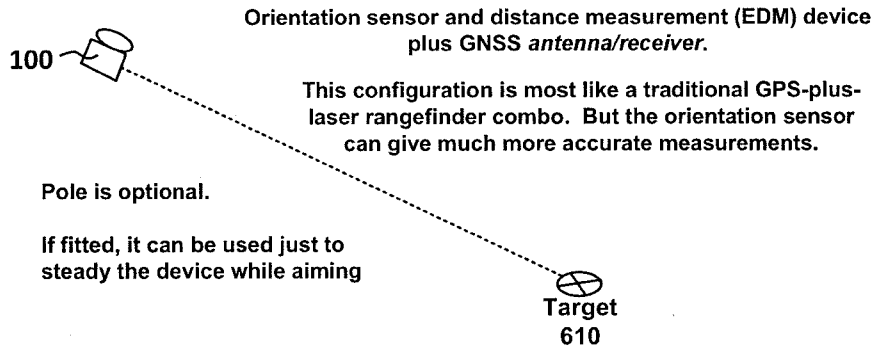 Orientation sensor and distance measurement (EDM) device
plus GNSS antenna/receiver.
100
This configuration is most like a traditional GPS-plus-
laser rangefinder combo. But the orientation sensor
can give much more accurate measurements.
Pole is optional.
If fitted, it can be used just to
steady the device while aiming
Target
610